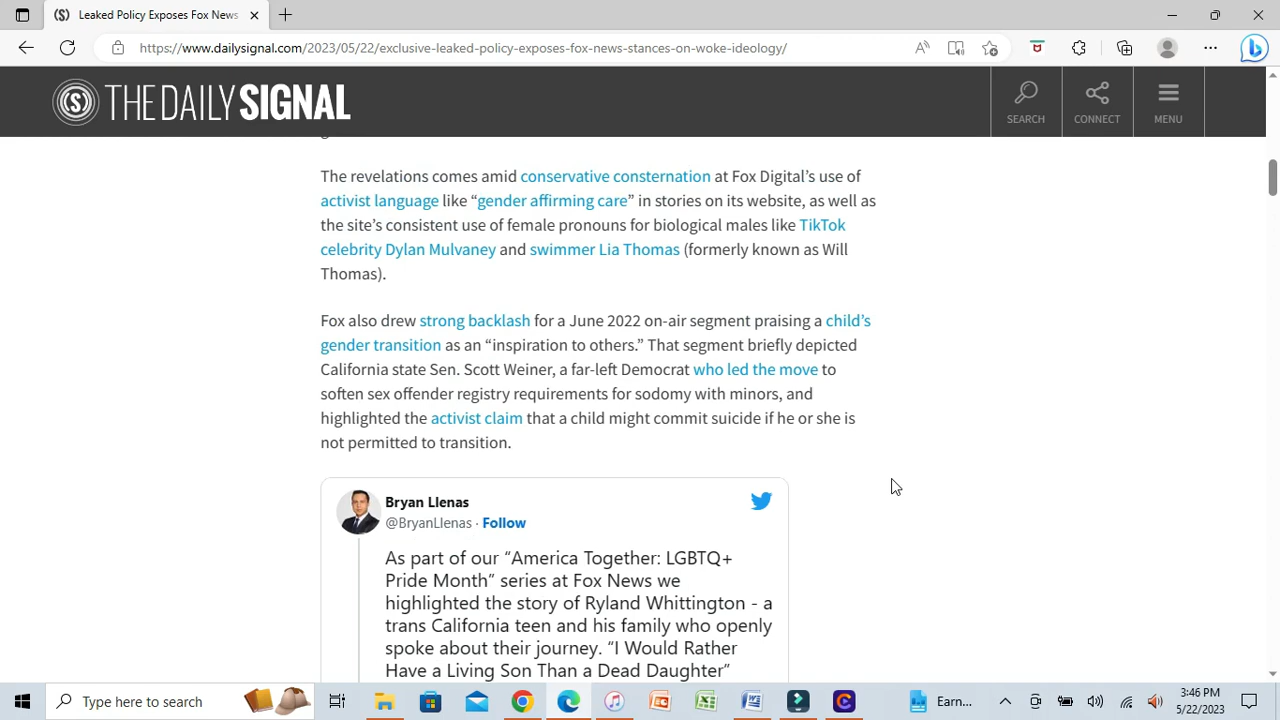 Leaked Policy Exposes Fox News
https://www.dailysignal.com/2023/05/22/exclusive-leaked-policy-exposes-fox-news-stances-on-woke-ideology/
THE DAILY SIGNAL
SEARCH
CONNECT
MENU
The revelations comes amid conservative consternation at Fox Digital’s use of
activist language like “gender affirming care” in stories on its website, as well as
the site’s consistent use of female pronouns for biological males like TikTok
celebrity Dylan Mulvaney and swimmer Lia Thomas (formerly known as Will
Thomas).
Fox also drew strong backlash for a June 2022 on-air segment praising a child’s
gender transition as an “inspiration to others.” That segment briefly depicted
California state Sen. Scott Weiner, a far-left Democrat who led the move to
soften sex offender registry requirements for sodomy with minors, and
highlighted the activist claim that a child might commit suicide if he or she is
not permitted to transition.
Bryan Llenas
@BryanLlenas · Follow
As part of our “America Together: LGBTQ+
Pride Month” series at Fox News we
highlighted the story of Ryland Whittington - a
trans California teen and his family who openly
spoke about their journey. “I Would Rather
Have a Living Son Than a Dead Daughter”
Type here to search
Earn...
3:46 PM
5/22/2023